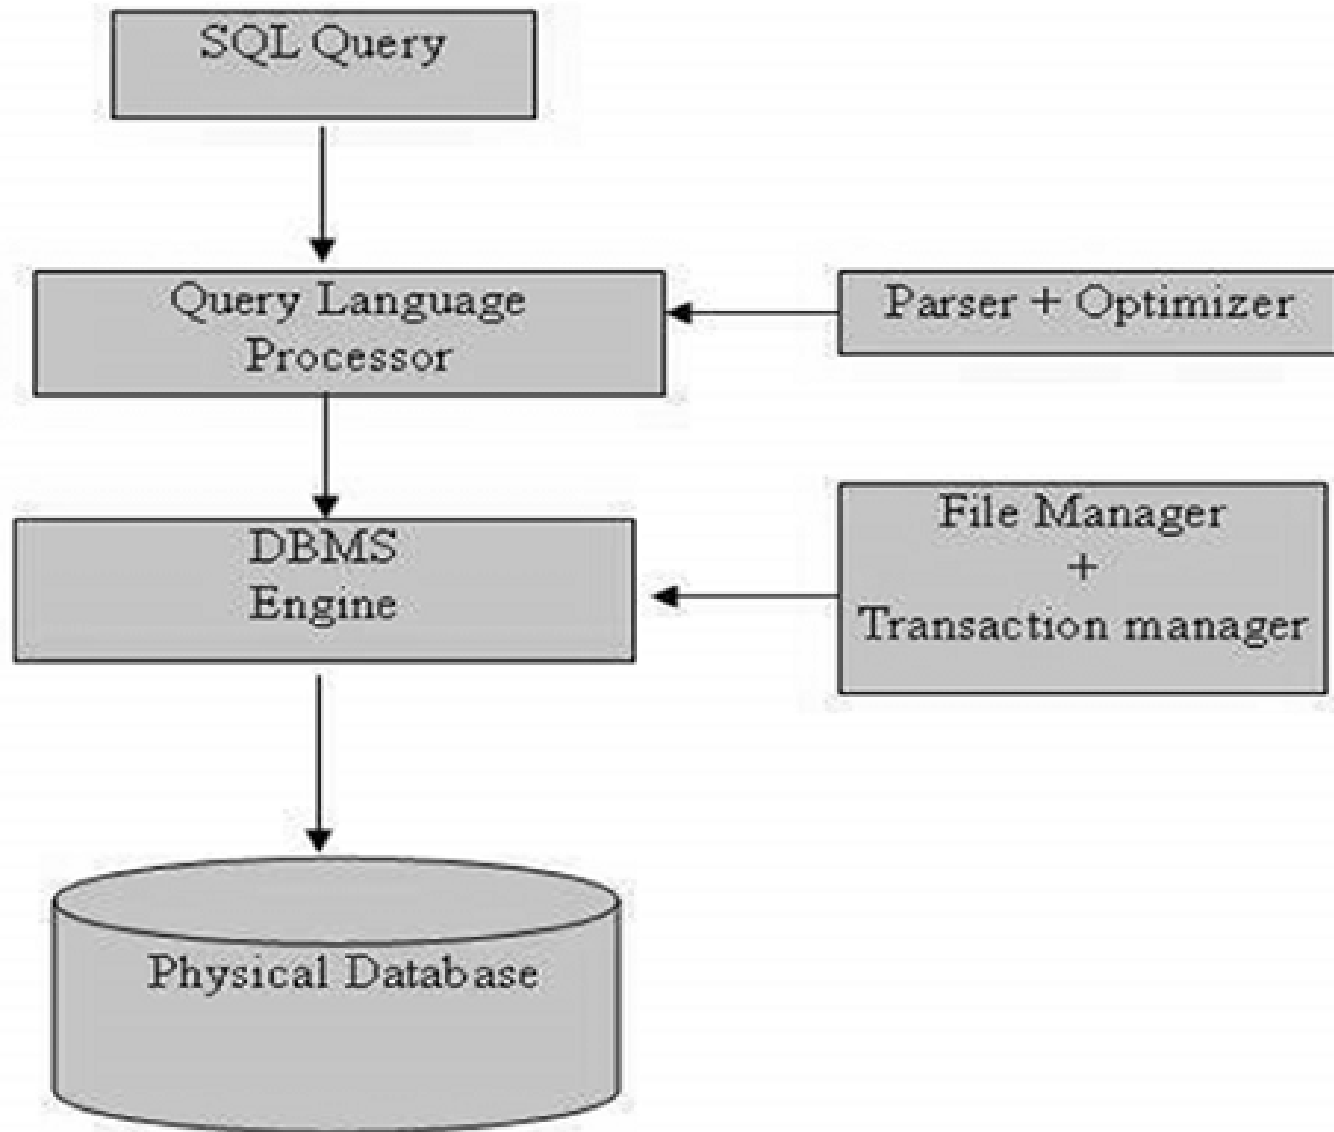 SQL Query
Query Language
Processor
Parser + Optimizer
DBMS
Engine
File Manager
+
Transaction manager
Physical Database